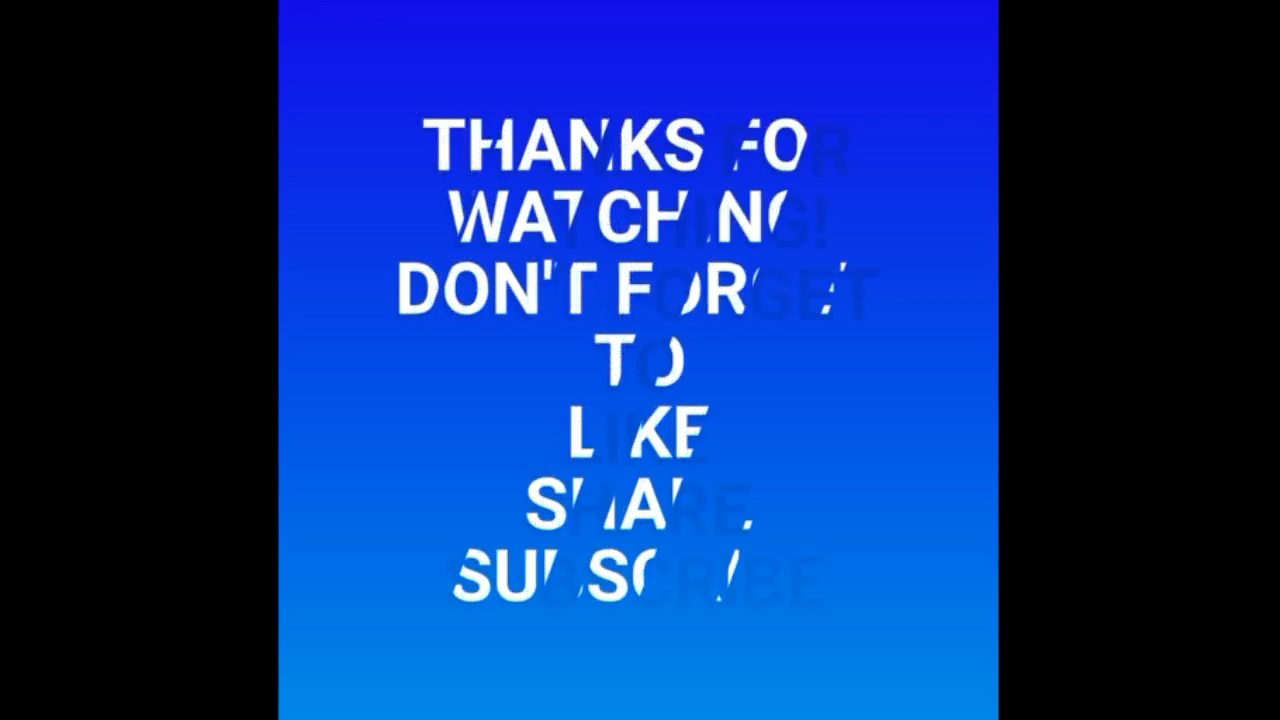 THANKS FOR
WATCHING!
DON'T FORGET
TO
LIKE
SHARE
SUBSCRIBE